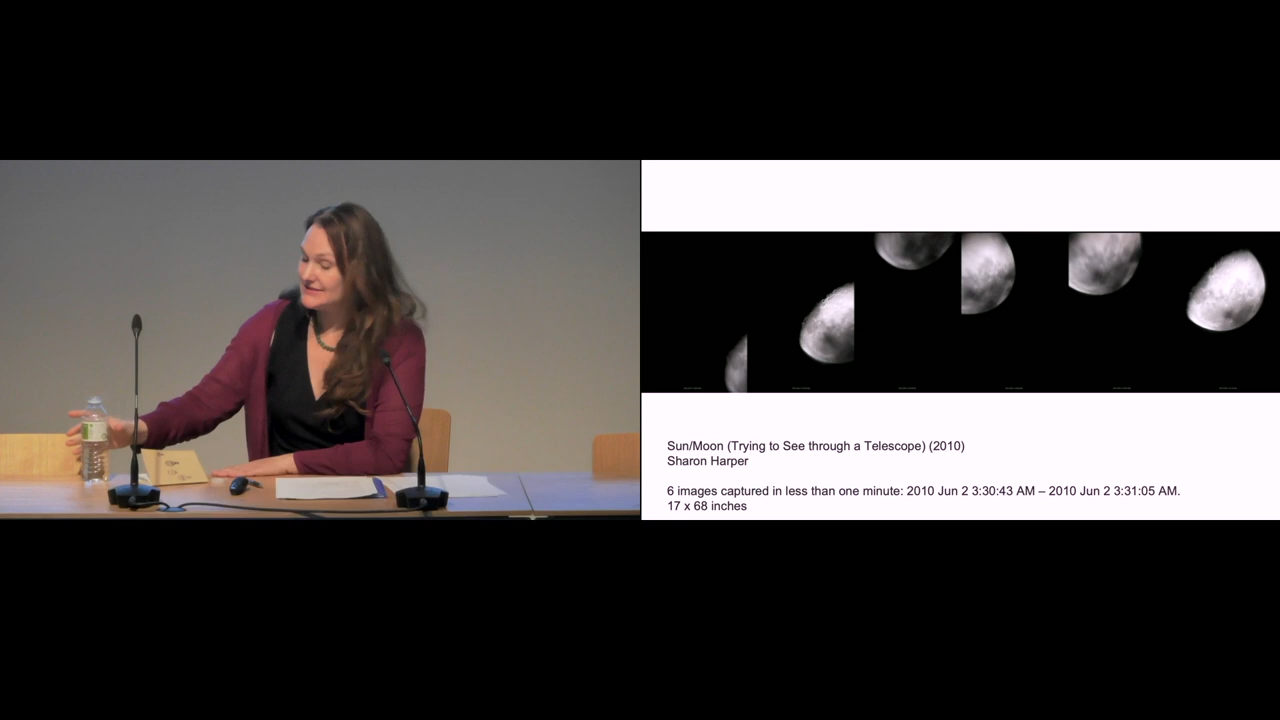 Sun/Moon (Trying to See through a Telescope) (2010)
Sharon Harper
6 images captured in less than one minute: 2010 Jun 2 3:30:43 AM – 2010 Jun 2 3:31:05 AM.
17 x 68 inches